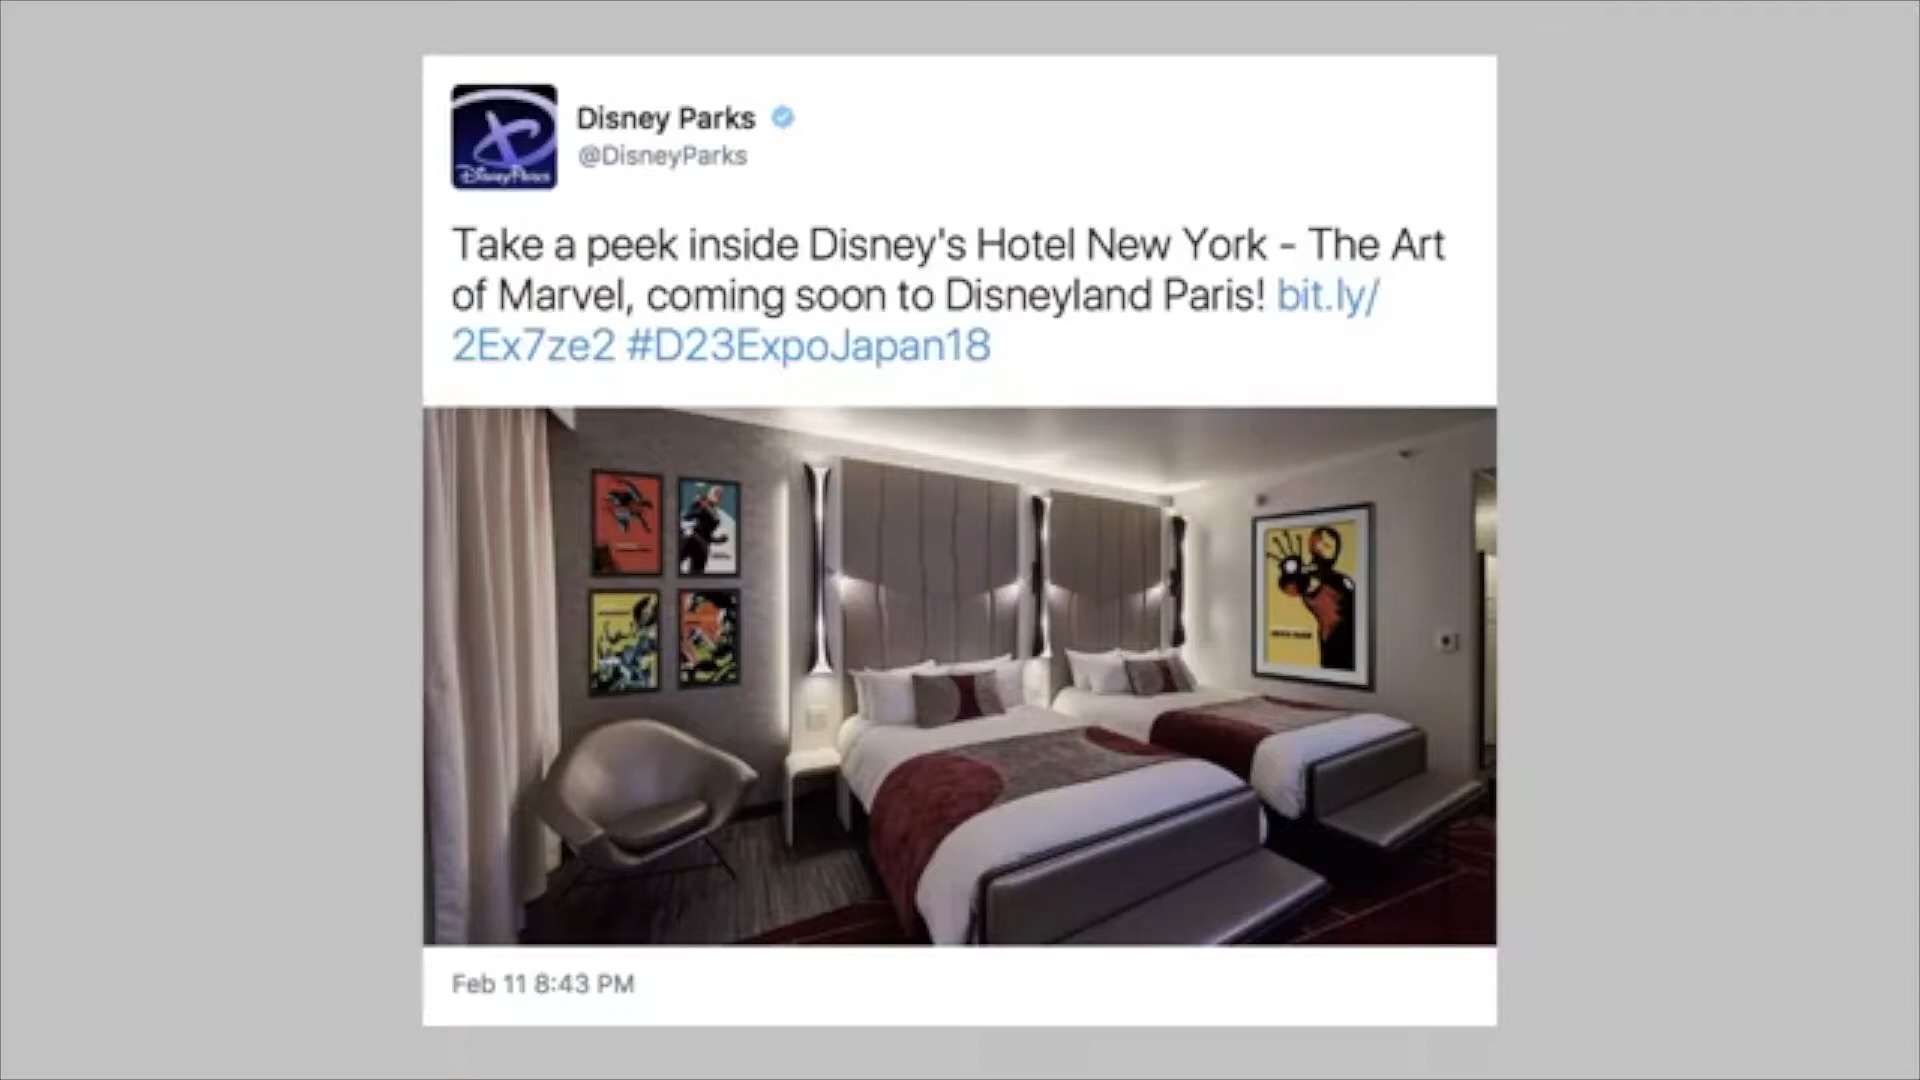 Disney Parks
@DisneyParks
DisneyParks
Take a peek inside Disney's Hotel New York - The Art
of Marvel, coming soon to Disneyland Paris! bit.ly/
2Ex7ze2 #D23ExpoJapan18
Feb 11 8:43 PM